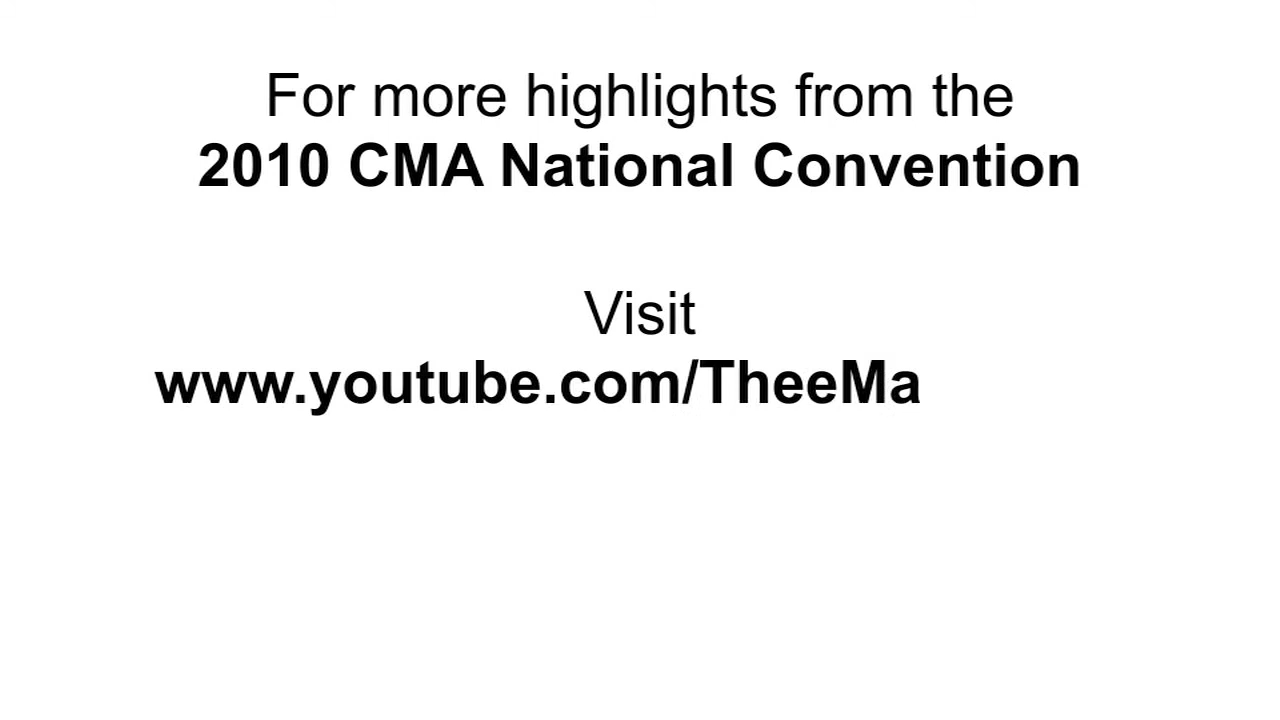 For more highlights from the
2010 CMA National Convention
Visit
www.youtube.com/TheeMa